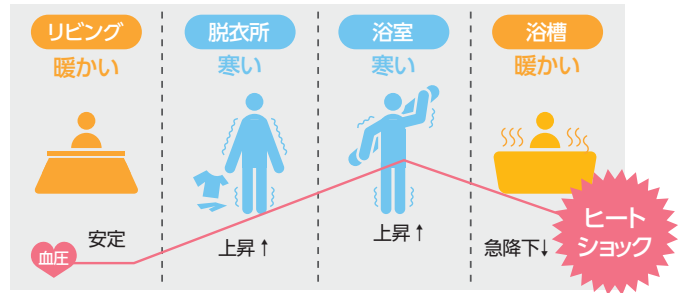 リビング
暖かい
脱衣所
寒い
浴室
寒い
浴槽
暖かい
血圧
安定
上昇↑
上昇↑
急降下↓
ヒート
ショック